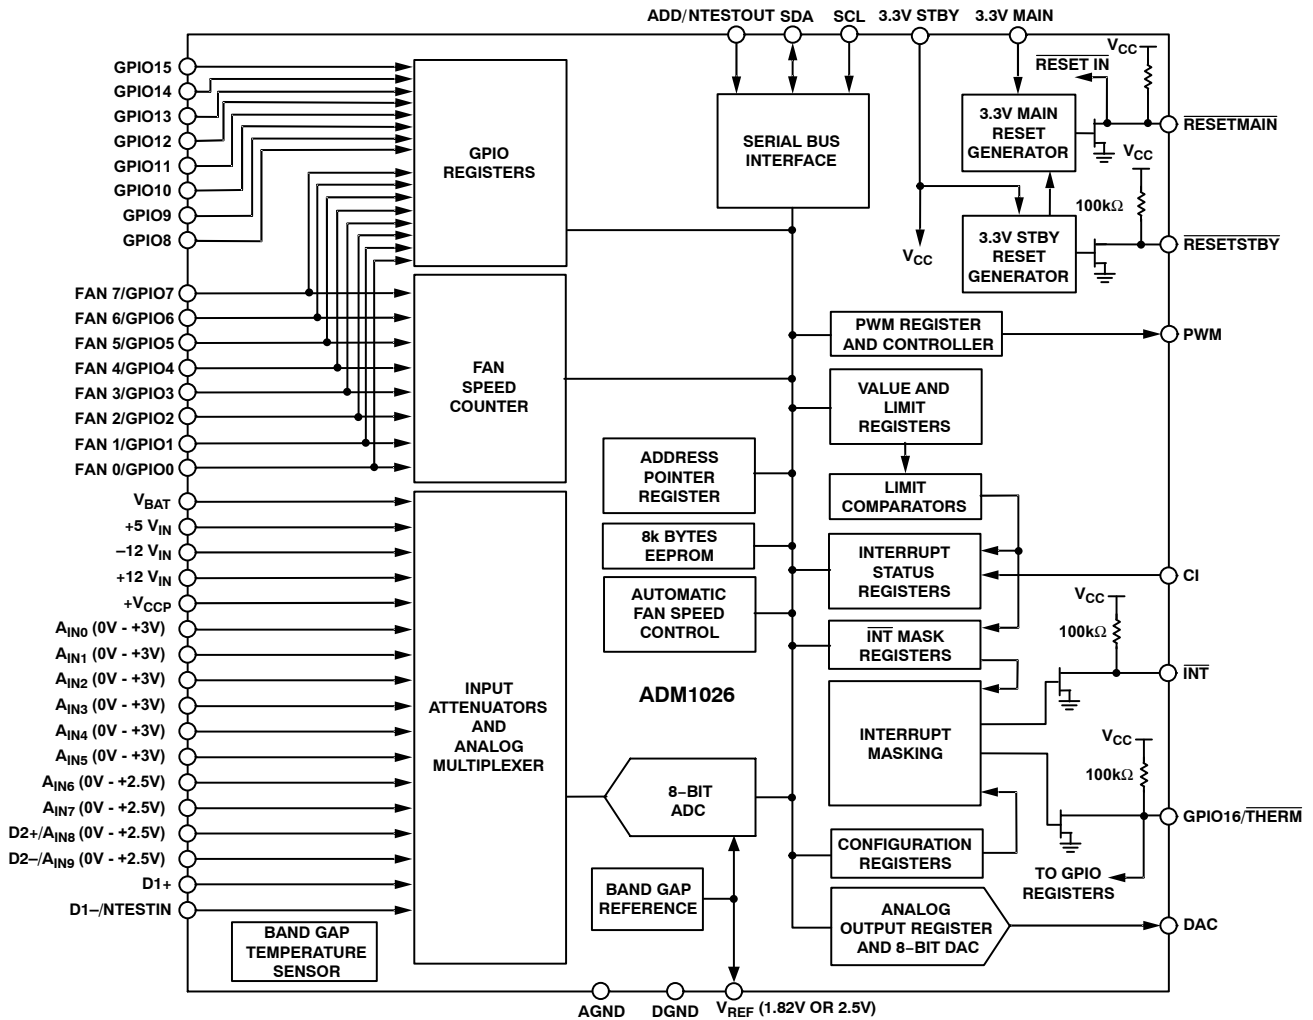 ADD/NTESTOUT
SDA
SCL
3.3V STBY
3.3V MAIN
GPIO15
GPIO14
GPIO13
GPIO12
GPIO11
GPIO10
GPIO9
GPIO8
GPIO
REGISTERS
SERIAL BUS
INTERFACE
RESET IN
VCC
3.3V MAIN
RESET
GENERATOR
RESETMAIN
VCC
100kΩ
VCC
3.3V STBY
RESET
GENERATOR
RESETSTBY
FAN 7/GPIO7
FAN 6/GPIO6
FAN 5/GPIO5
FAN 4/GPIO4
FAN 3/GPIO3
FAN 2/GPIO2
FAN 1/GPIO1
FAN 0/GPIO0
FAN
SPEED
COUNTER
PWM REGISTER
AND CONTROLLER
PWM
VALUE AND
LIMIT
REGISTERS
ADDRESS
POINTER
REGISTER
LIMIT
COMPARATORS
8k BYTES
EEPROM
INTERRUPT
STATUS
REGISTERS
CI
AUTOMATIC
FAN SPEED
CONTROL
INT MASK
REGISTERS
VCC
100kΩ
INT
VBAT
+5 VIN
–12 VIN
+12 VIN
+VCCP
AIN0 (0V - +3V)
AIN1 (0V - +3V)
AIN2 (0V - +3V)
AIN3 (0V - +3V)
AIN4 (0V - +3V)
AIN5 (0V - +3V)
AIN6 (0V - +2.5V)
AIN7 (0V - +2.5V)
D2+/AIN8 (0V - +2.5V)
D2–/AIN9 (0V - +2.5V)
D1+
D1–/NTESTIN
INPUT
ATTENUATORS
AND
ANALOG
MULTIPLEXER
ADM1026
INTERRUPT
MASKING
VCC
100kΩ
GPIO16/THERM
8–BIT
ADC
CONFIGURATION
REGISTERS
TO GPIO
REGISTERS
BAND GAP
REFERENCE
ANALOG
OUTPUT REGISTER
AND 8–BIT DAC
DAC
BAND GAP
TEMPERATURE
SENSOR
AGND
DGND
VREF (1.82V OR 2.5V)